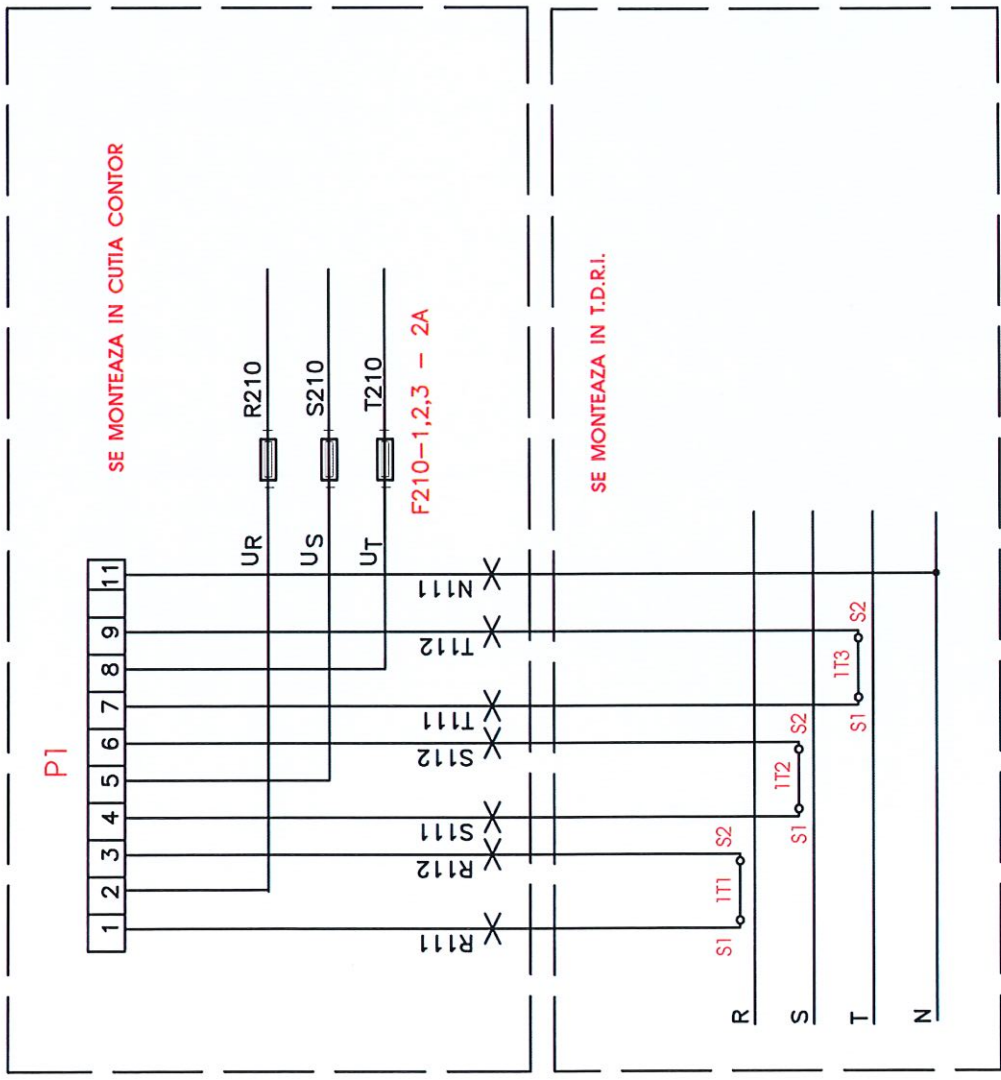 SE MONTEAZA IN CUTIA CONTOR
P1
1 2 3 4 5 6 7 8 9 11
UR R210
US S210
UT T210
F210-1,2,3 - 2A
R111 R112 S111 S112 T111 T112 N111
SE MONTEAZA IN T.D.R.I.
S1 1T1 S2
S1 1T2 S2
S1 1T3 S2
R
S
T
N